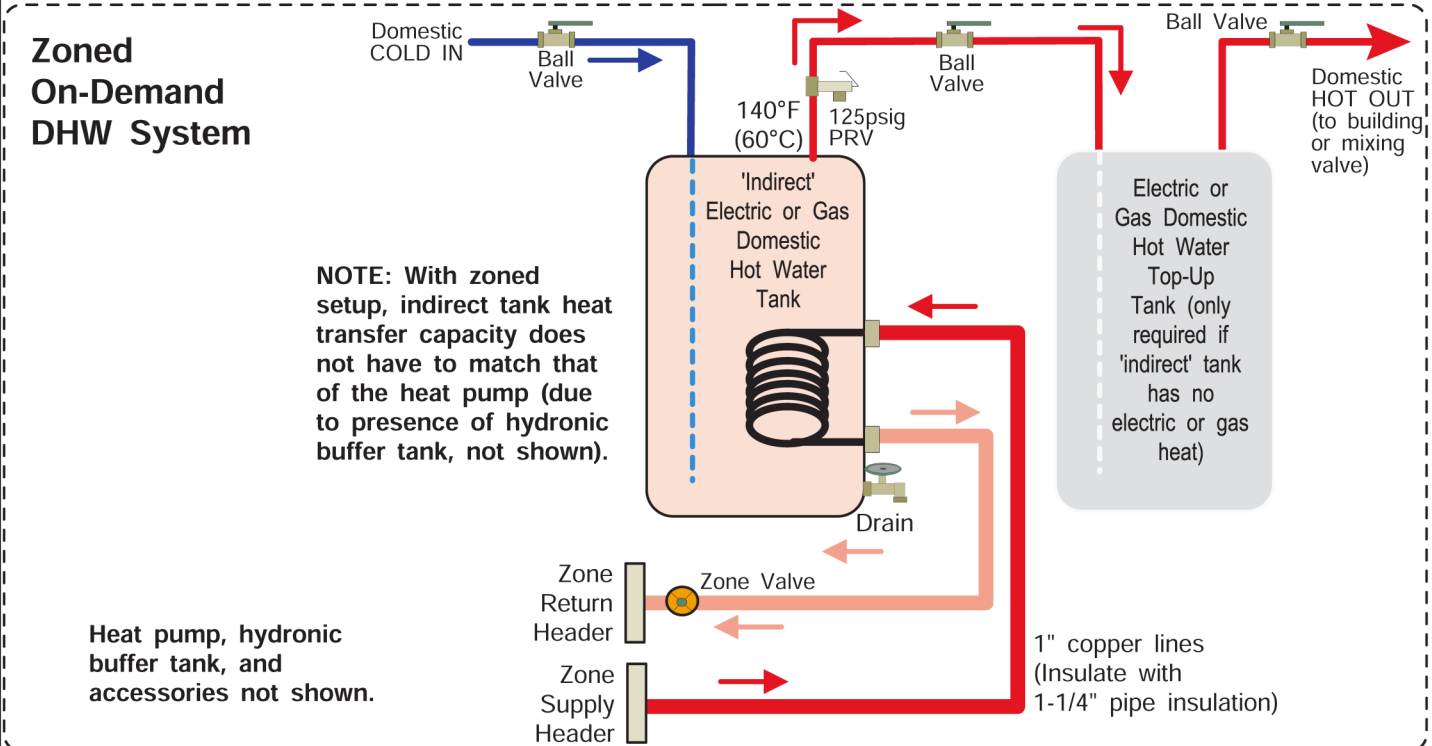 Zoned
On-Demand
DHW System
Domestic
COLD IN
Ball
Valve
140°F
(60°C)
125psig
PRV
Ball
Valve
Ball Valve
Domestic
HOT OUT
(to building
or mixing
valve)
'Indirect'
Electric or Gas
Domestic
Hot Water
Tank
Electric or
Gas Domestic
Hot Water
Top-Up
Tank (only
required if
'indirect' tank
has no
electric or gas
heat)
NOTE: With zoned
setup, indirect tank heat
transfer capacity does
not have to match that
of the heat pump (due
to presence of hydronic
buffer tank, not shown).
Drain
Zone
Return
Header
Zone Valve
Heat pump, hydronic
buffer tank, and
accessories not shown.
Zone
Supply
Header
1" copper lines
(Insulate with
1-1/4" pipe insulation)